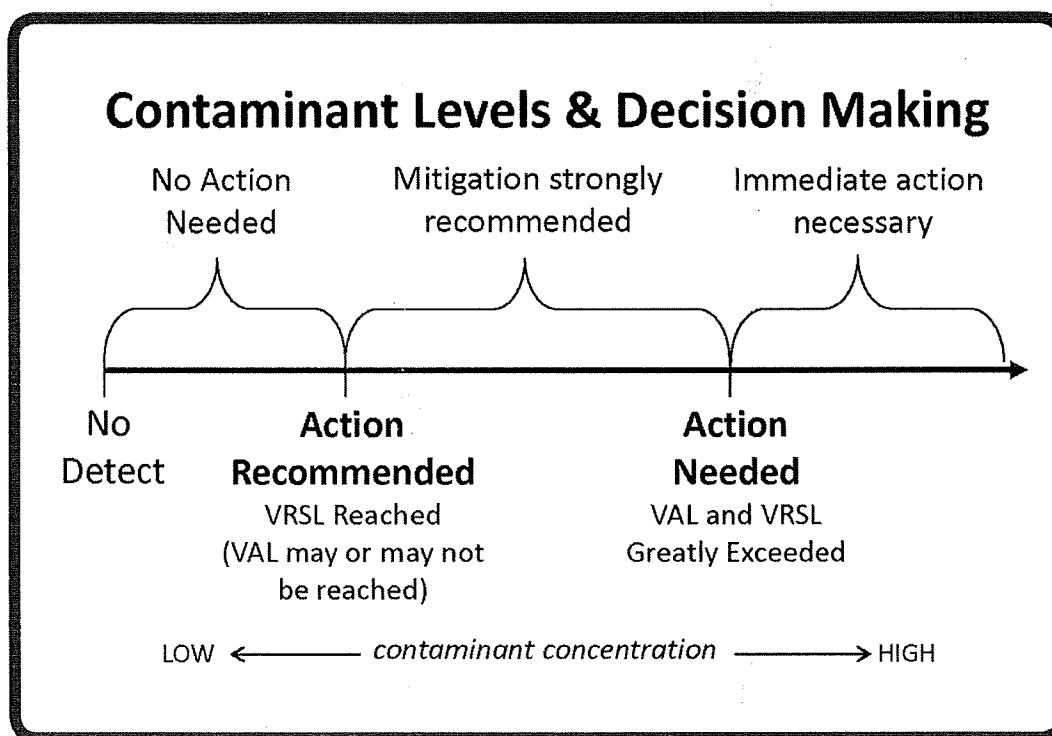 Contaminant Levels & Decision Making
No Action
Needed
Mitigation strongly
recommended
Immediate action
necessary
No
Detect
Action
Recommended
VRSL Reached
(VAL may or may not
be reached)
Action
Needed
VAL and VRSL
Greatly Exceeded
LOW contaminant concentration HIGH